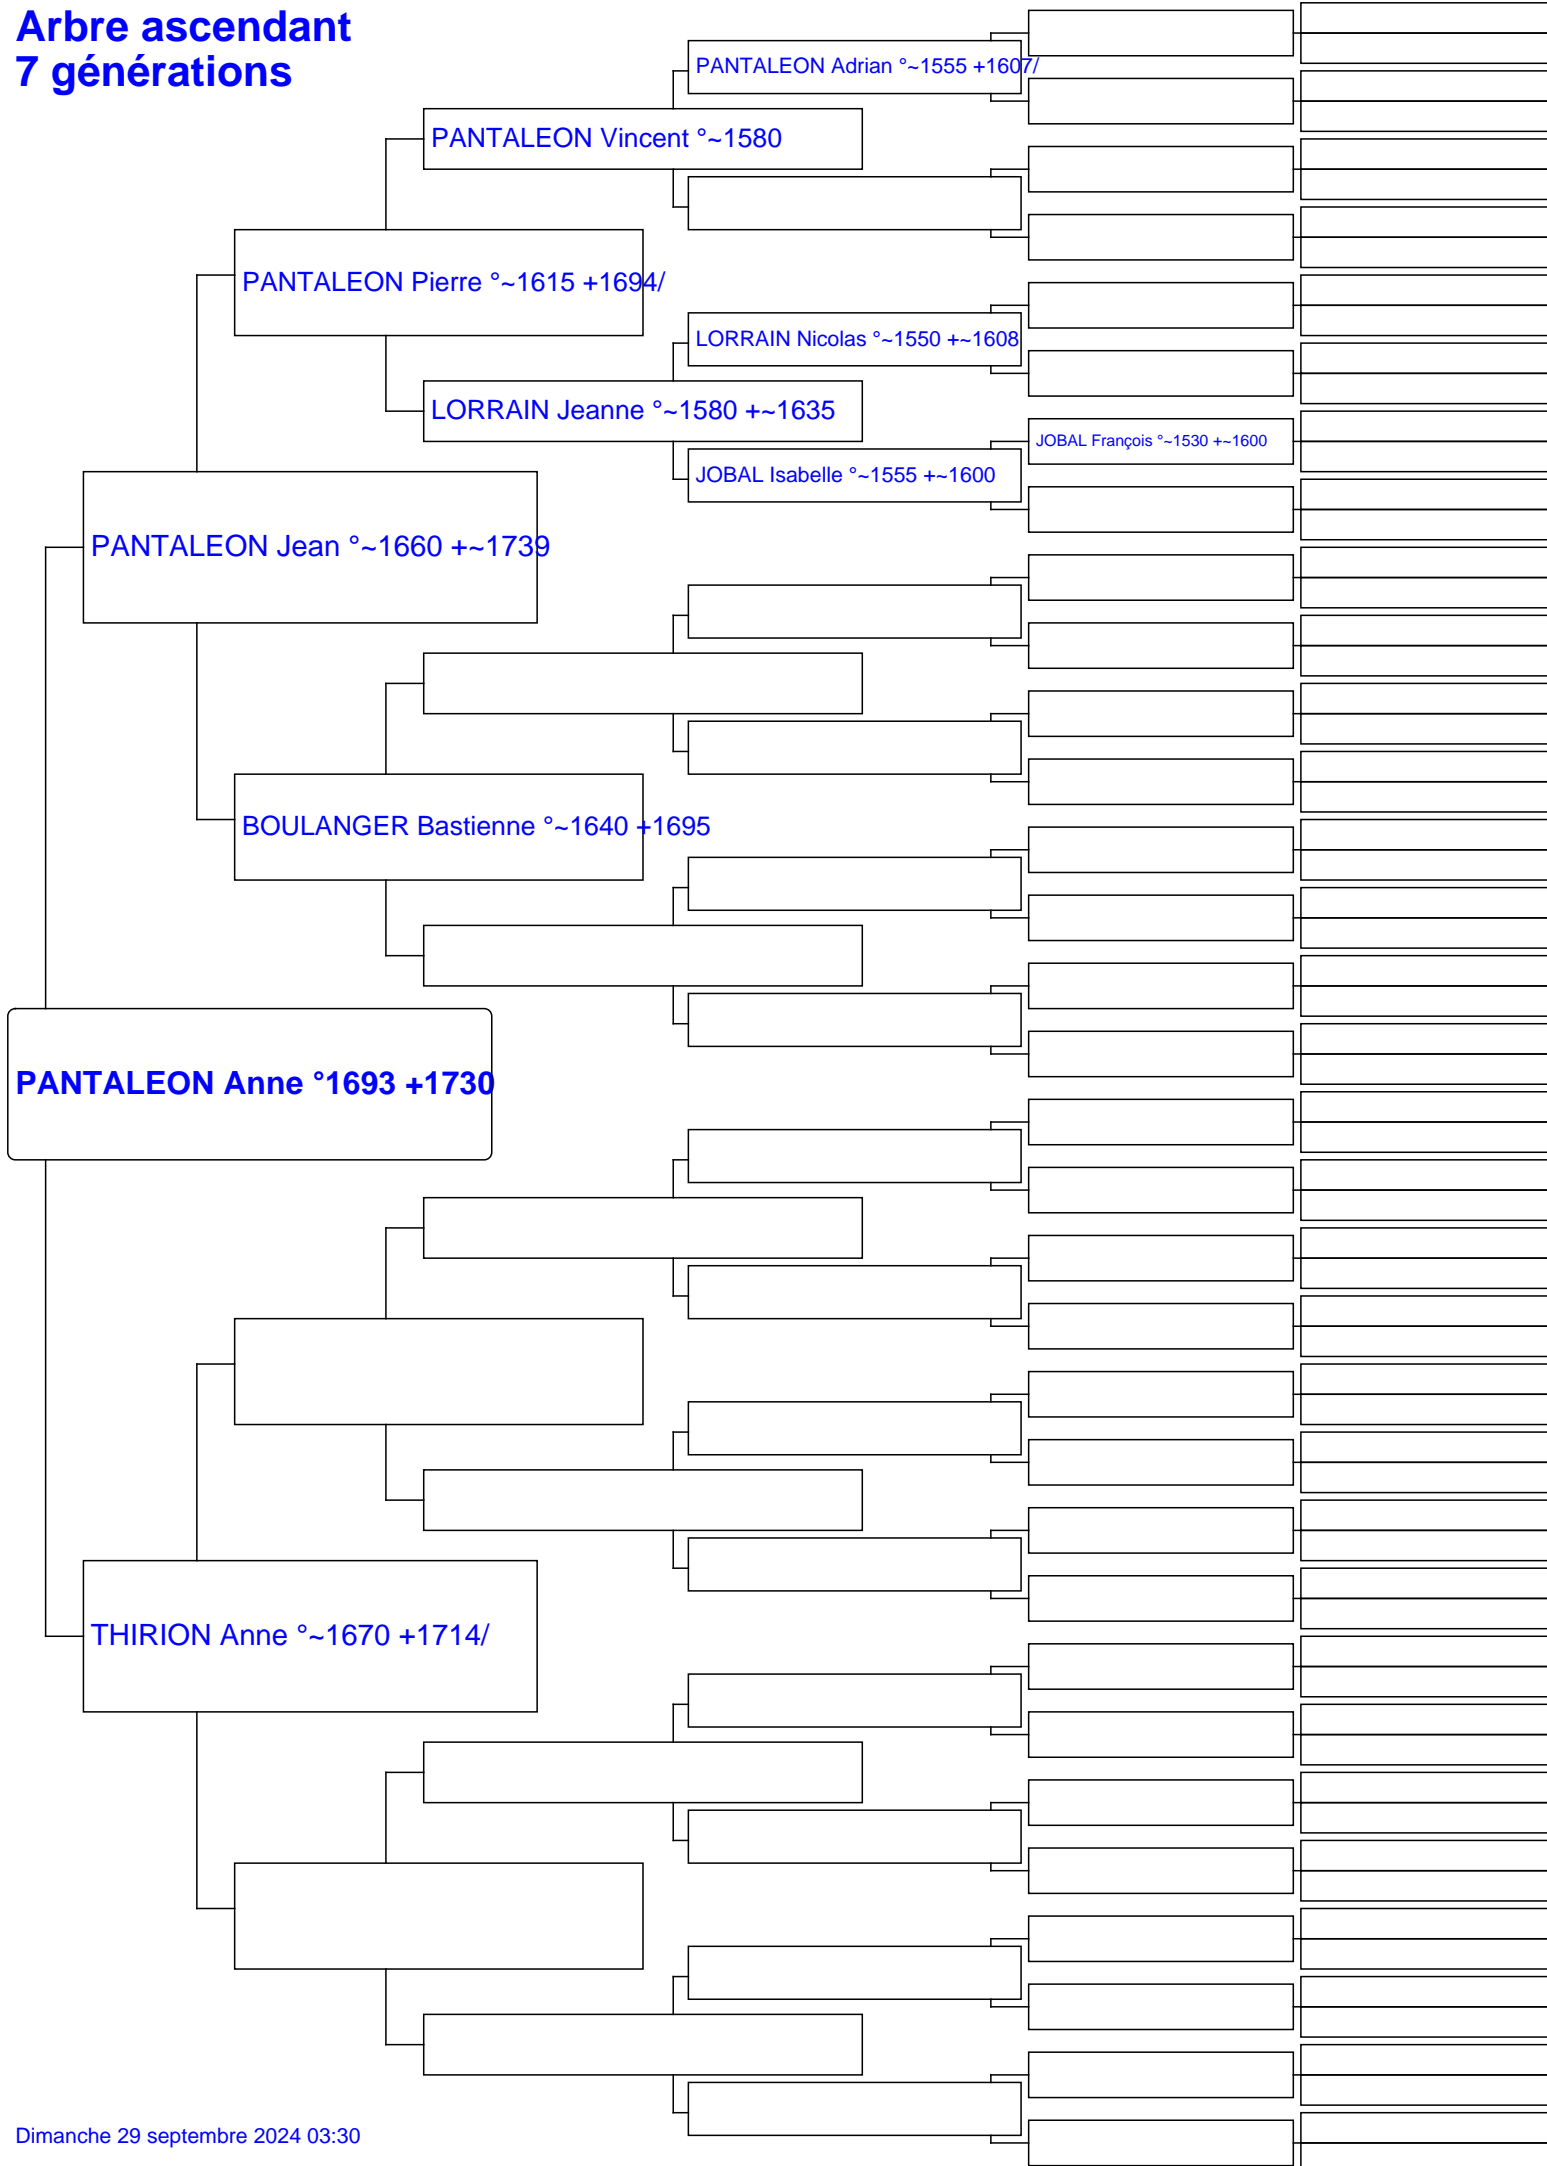 Arbre ascendant
7 générations
PANTALEON Adrian °~1555 +1607/
PANTALEON Vincent °~1580
PANTALEON Pierre °~1615 +1694/
LORRAIN Nicolas °~1550 +~1608
LORRAIN Jeanne °~1580 +~1635
JOBAL François °~1530 +~1600
JOBAL Isabelle °~1555 +~1600
PANTALEON Jean °~1660 +~1739
BOULANGER Bastienne °~1640 +1695
PANTALEON Anne °1693 +1730
THIRION Anne °~1670 +1714/
Dimanche 29 septembre 2024 03:30